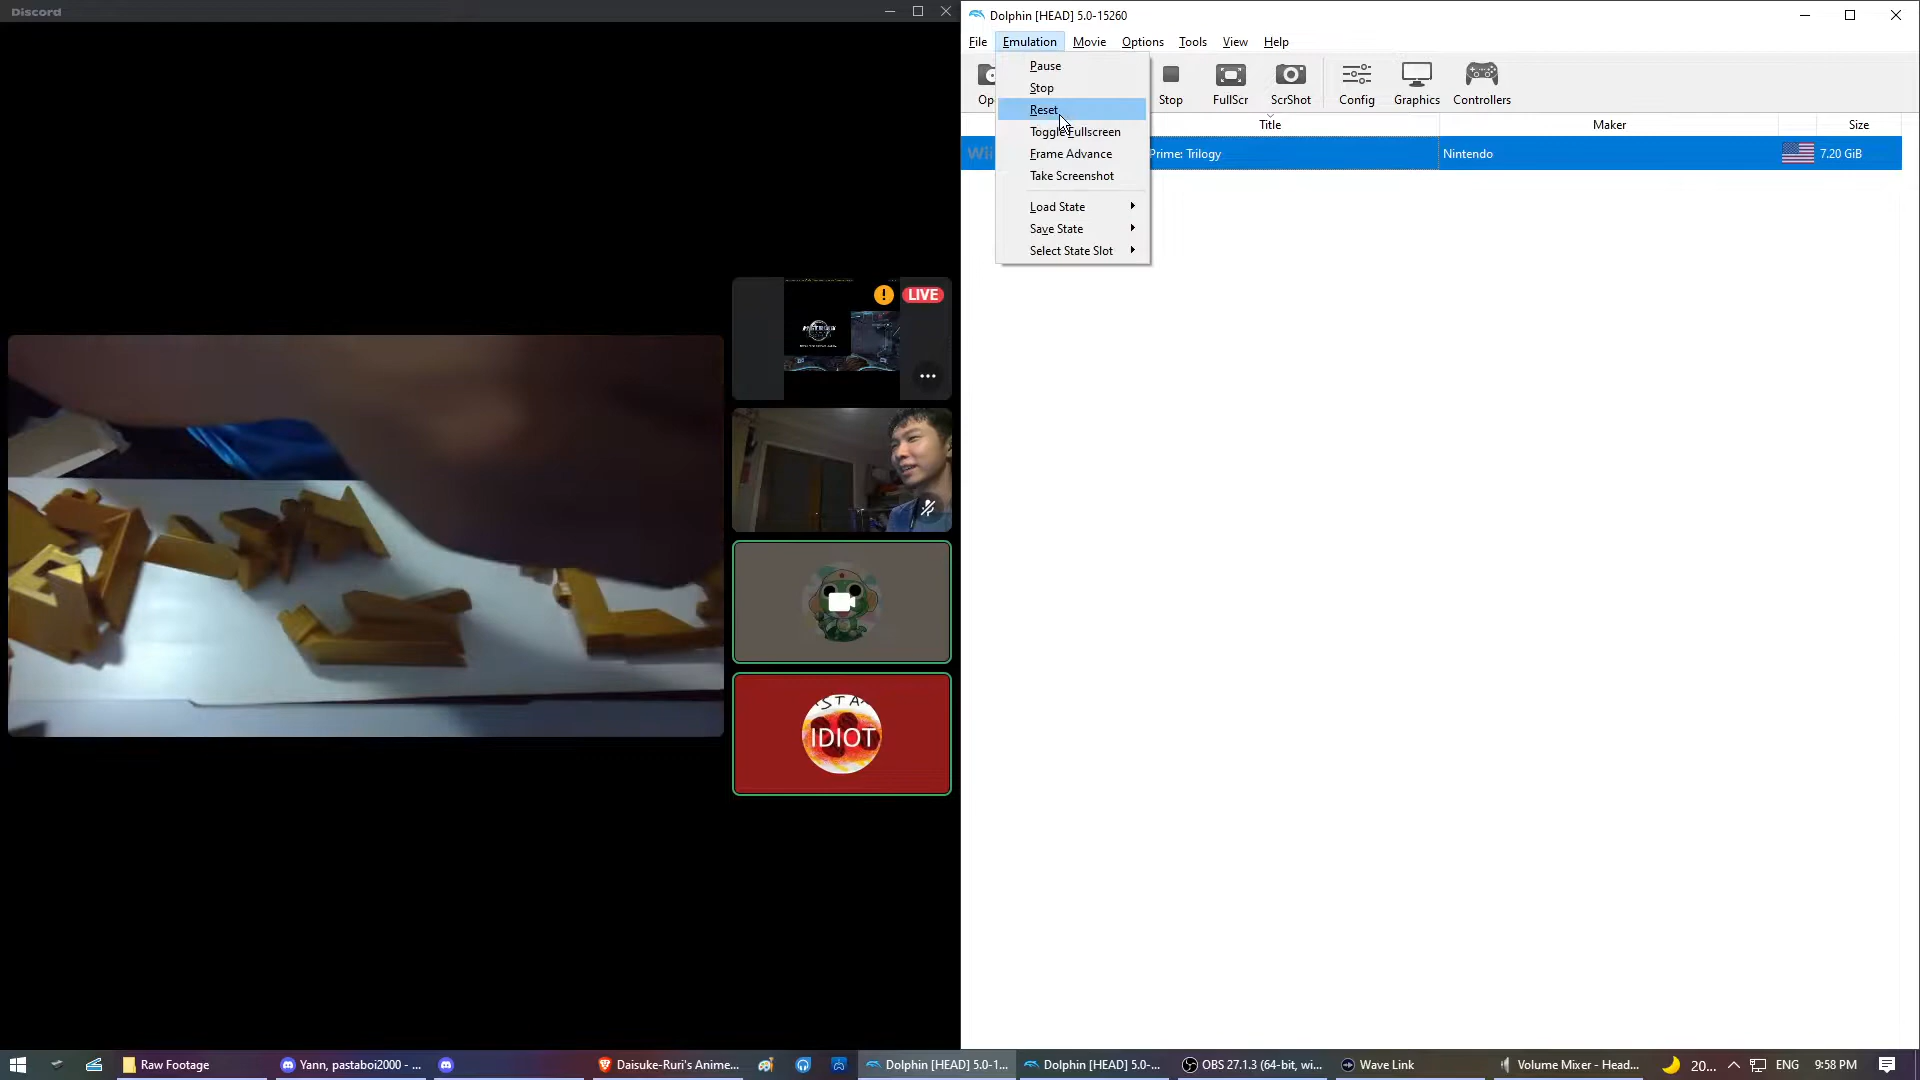 Discord
LIVE
METROID
STA
IDIOT
Dolphin [HEAD] 5.0-15260
File Emulation Movie Options Tools View Help
Pause
Stop
Reset
Toggle Fullscreen
Frame Advance
Take Screenshot
Load State
Save State
Select State Slot
Stop FullScr ScrShot Config Graphics Controllers
Title Maker Size
Wii Prime: Trilogy Nintendo 7.20 GiB
Raw Footage
Yann, pastaboi2000 - ...
Daisuke-Ruri's Anime...
Dolphin [HEAD] 5.0-1...
Dolphin [HEAD] 5.0-...
OBS 27.1.3 (64-bit, wi...
Wave Link
Volume Mixer - Head...
20...
ENG
9:58 PM